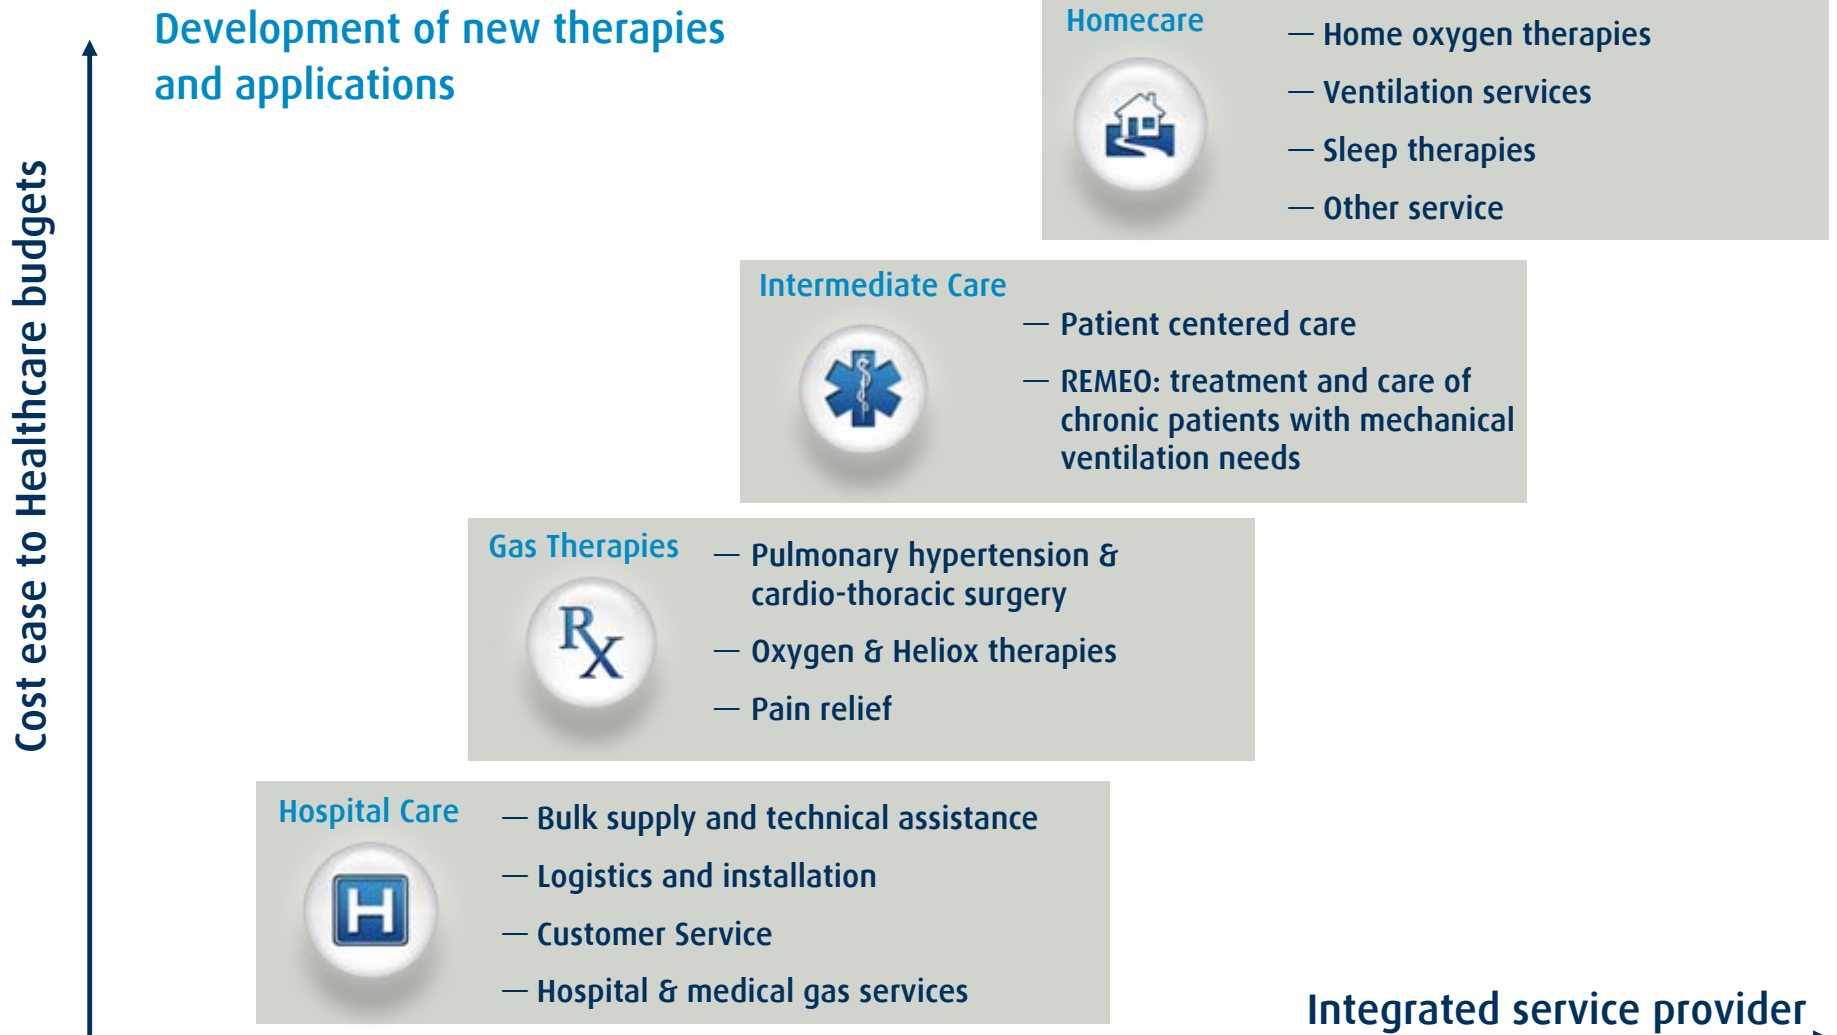 Development of new therapies
and applications
Cost ease to Healthcare budgets
Homecare
— Home oxygen therapies
— Ventilation services
— Sleep therapies
— Other service
Intermediate Care
— Patient centered care
— REMEO: treatment and care of
chronic patients with mechanical
ventilation needs
Gas Therapies
— Pulmonary hypertension &
cardio-thoracic surgery
— Oxygen & Heliox therapies
— Pain relief
Rx
Hospital Care
— Bulk supply and technical assistance
— Logistics and installation
— Customer Service
— Hospital & medical gas services
H
Integrated service provider